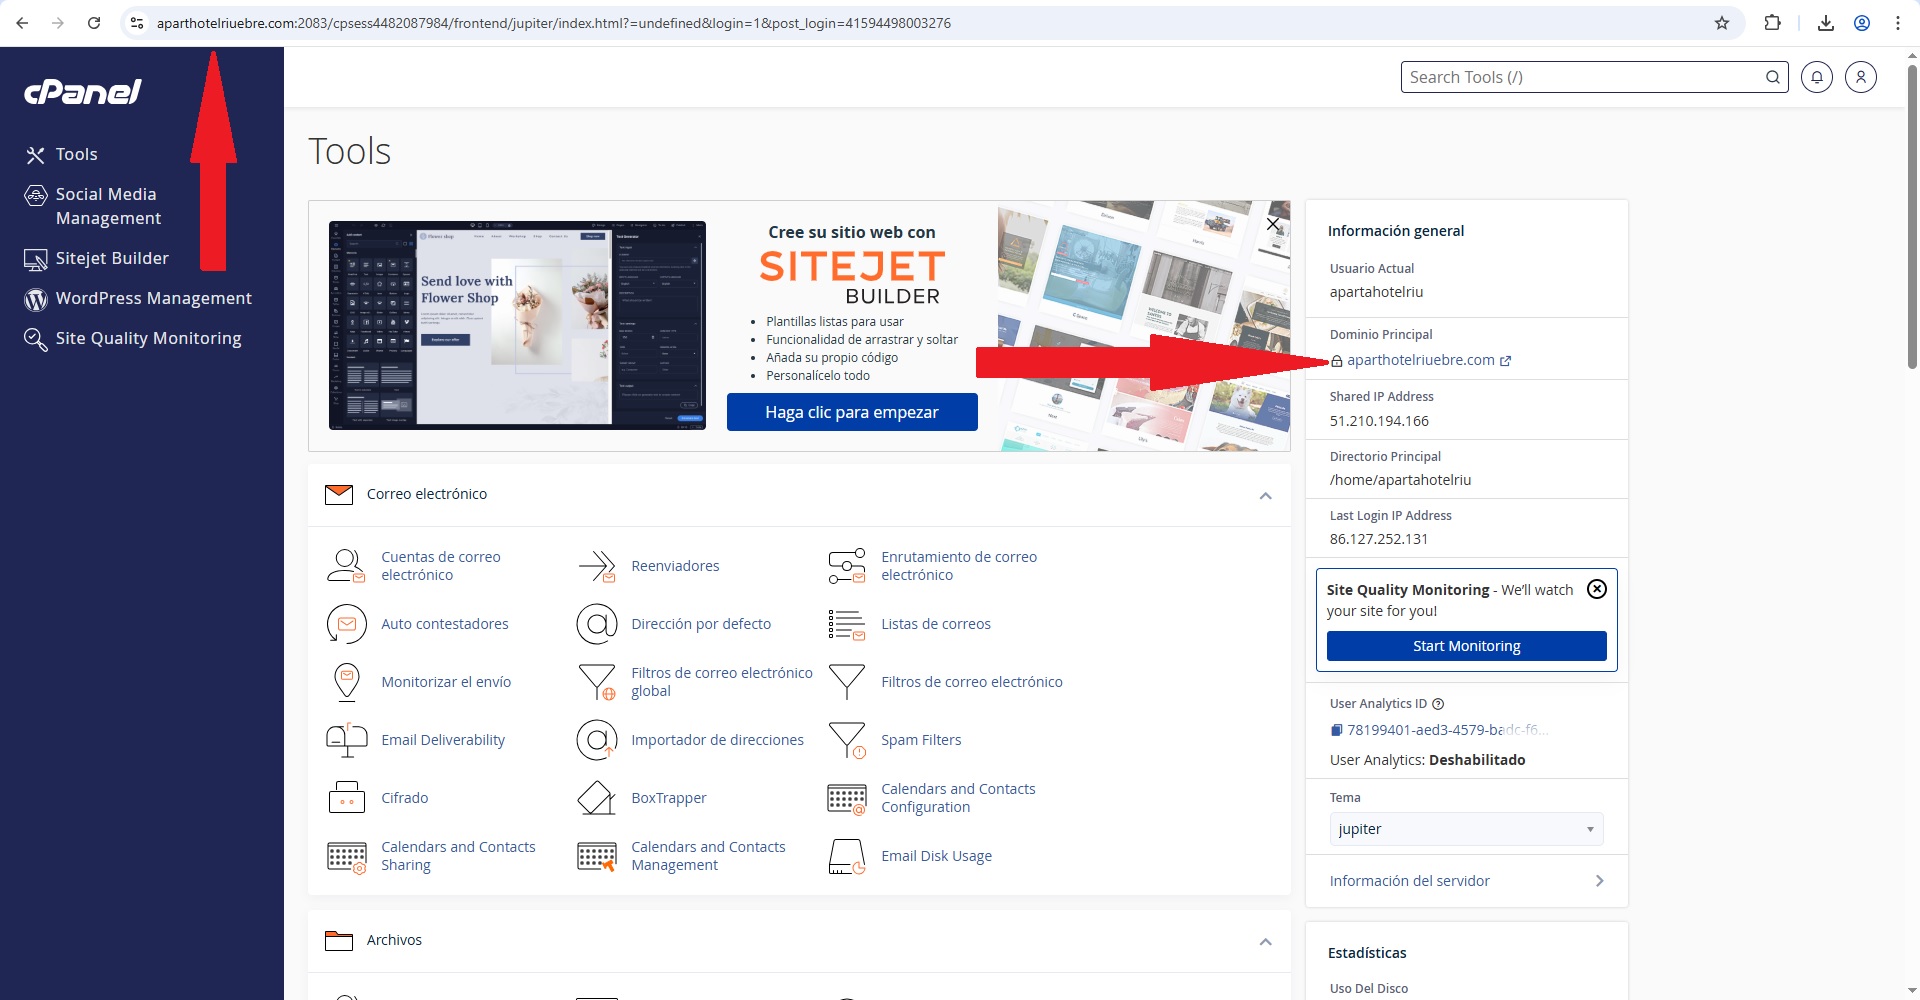 aparthotelriuebre.com:2083/cpsess4482087984/frontend/jupiter/index.html?=undefined&login=1&post_login=41594498003276
cPanel
Search Tools (/)
Tools
Social Media
Management
Sitejet Builder
WordPress Management
Site Quality Monitoring
Tools
Send love with
Flower Shop
Cree su sitio web con
SITEJET
BUILDER
• Plantillas listas para usar
• Funcionalidad de arrastrar y soltar
• Añada su propio código
• Personalícelo todo
Haga clic para empezar
Correo electrónico
Cuentas de correo
electrónico
Reenviadores
Enrutamiento de correo
electrónico
Auto contestadores
Dirección por defecto
Listas de correos
Monitorizar el envío
Filtros de correo electrónico
global
Filtros de correo electrónico
Email Deliverability
Importador de direcciones
Spam Filters
Cifrado
BoxTrapper
Calendars and Contacts
Configuration
Calendars and Contacts
Sharing
Calendars and Contacts
Management
Email Disk Usage
Archivos
Información general
Usuario Actual
apartahotelriu
Dominio Principal
aparthotelriuebre.com
Shared IP Address
51.210.194.166
Directorio Principal
/home/apartahotelriu
Last Login IP Address
86.127.252.131
Site Quality Monitoring - We'll watch
your site for you!
Start Monitoring
User Analytics ID
78199401-aed3-4579-badc-f6...
User Analytics: Deshabilitado
Tema
jupiter
Información del servidor
Estadísticas
Uso Del Disco